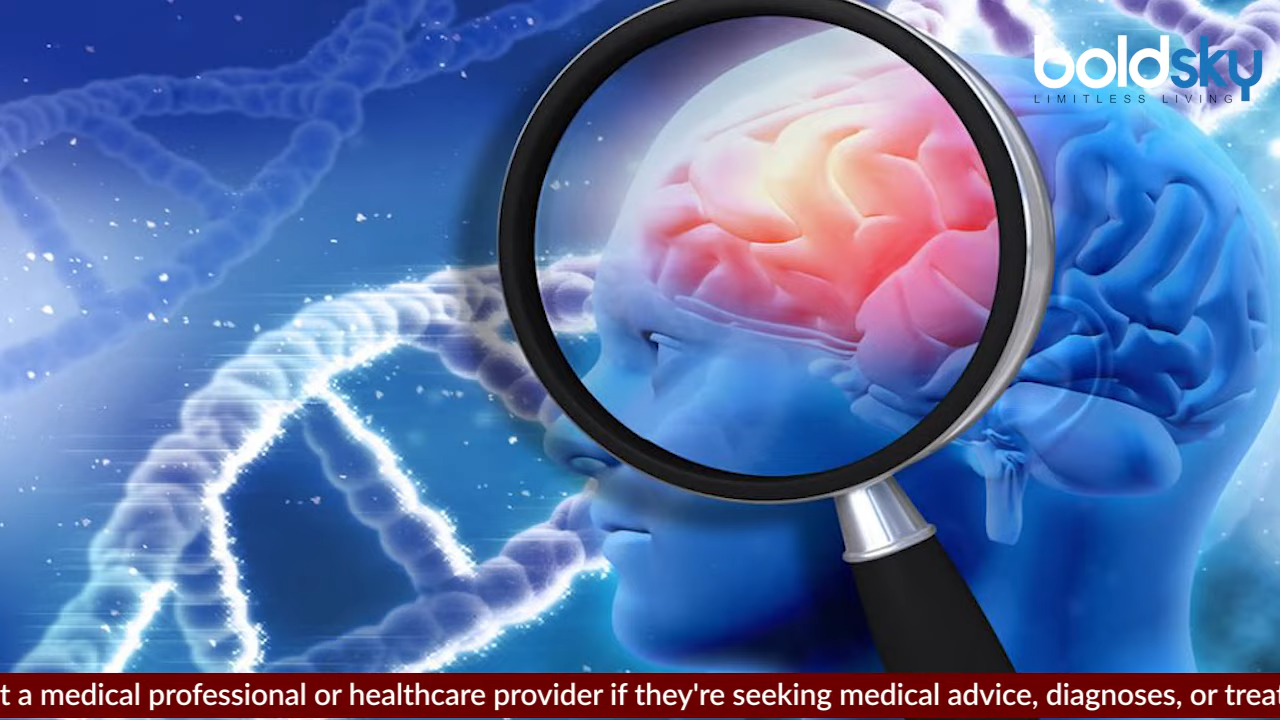 boldsky
LIMITLESS LIVING
t a medical professional or healthcare provider if they're seeking medical advice, diagnoses, or treat